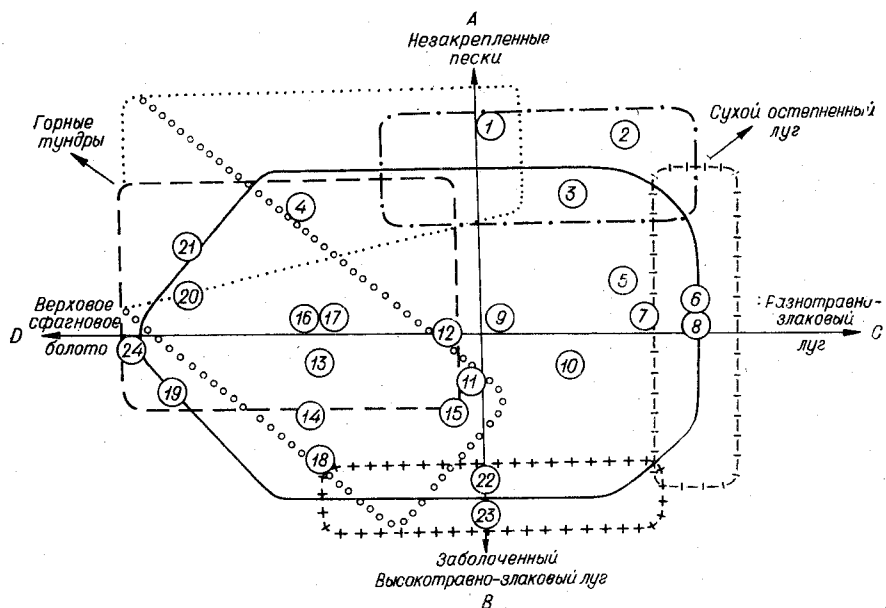 А
Незакрепленные
пески
Горные
тундры
Сухой остепненный
луг
1
2
3
4
5
21
20
6
Верховое
сфагновое
болото
D
16
17
12
9
7
8
Разнотравно-
злаковый
луг
C
24
13
11
10
19
14
15
18
22
23
Заболоченный
Высокотравно-злаковый луг
В